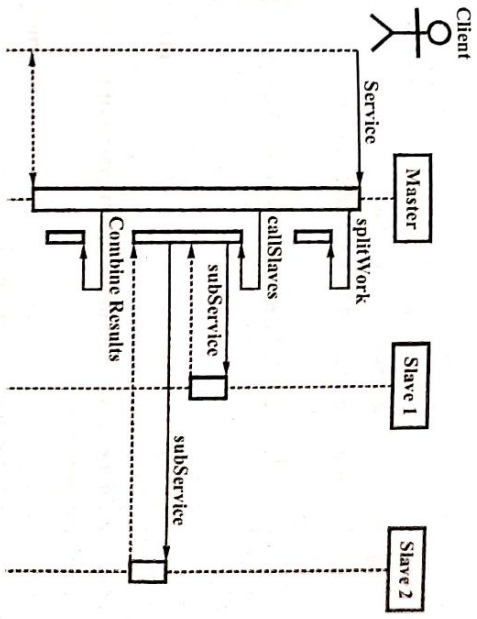 Client
Master
Slave 1
Slave 2
Service
splitWork
callSlaves
subService
subService
Combine Results